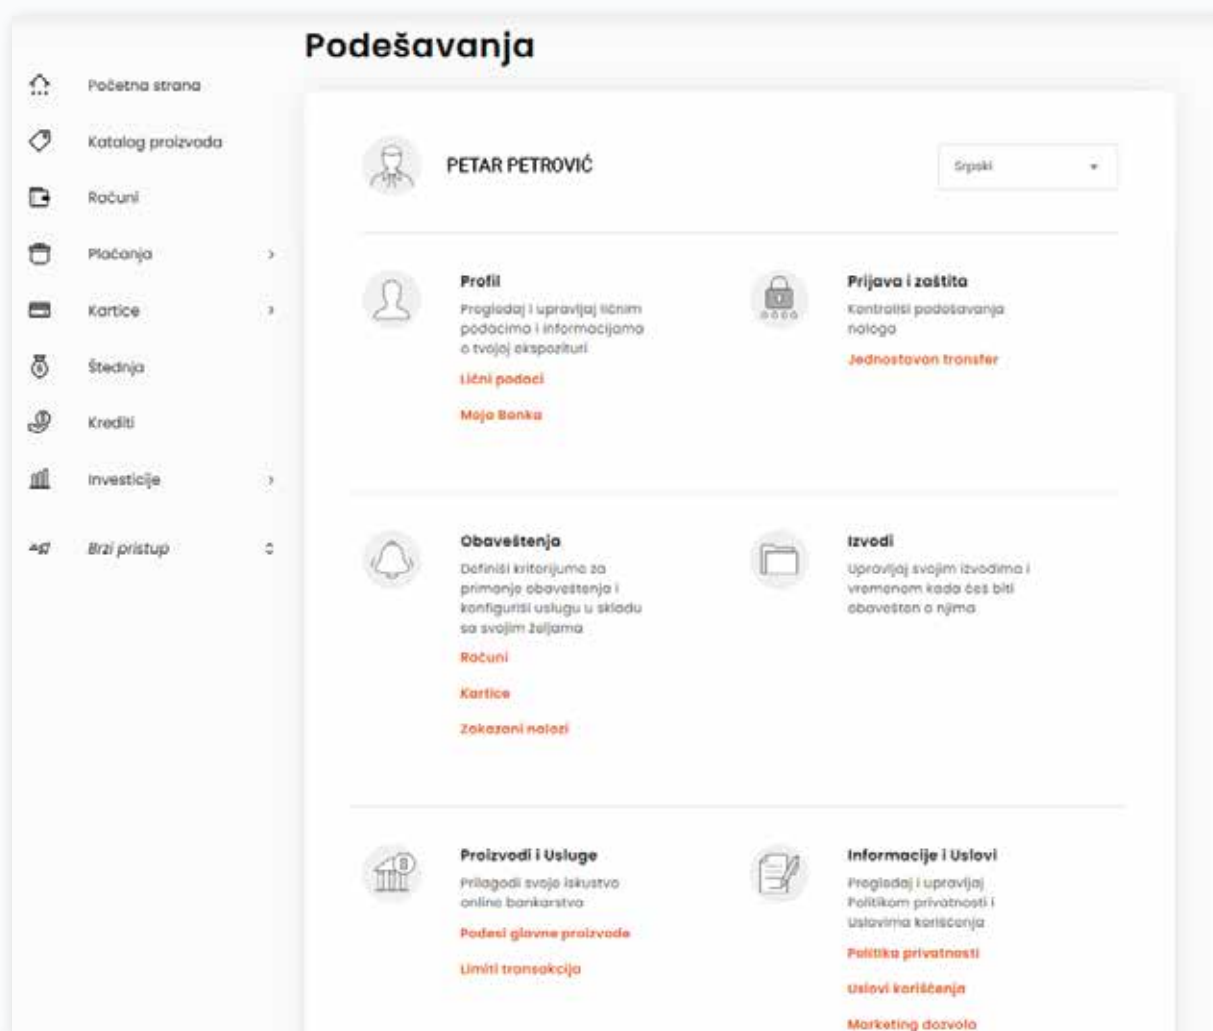 Podešavanja
Početna strana
Katalog proizvoda
Računi
Plaćanja
Kartice
Štednja
Krediti
Investicije
Brzi pristup
PETAR PETROVIĆ
Srpski
Profil
Pregledaj i upravljaj ličnim
podacima i informacijama
o tvojoj ekspozituri
Lični podaci
Moja Banka
Prijava i zaštita
Kontroliši podešavanja
naloga
Jednostavan transfer
Obaveštenja
Definiši kriterijume za
primanje obaveštenja i
konfiguriši uslugu u skladu
sa svojim željama
Računi
Kartice
Zakazani nalozi
Izvodi
Upravljaj svojim izvodima i
vremenom kada ćeš biti
obavešten o njima
Proizvodi i Usluge
Prilagodi svoje iskustvo
online bankarstva
Podesi glavne proizvode
Limiti transakcija
Informacije i Uslovi
Pregledaj i upravljaj
Politikom privatnosti i
Uslovima korišćenja
Politika privatnosti
Uslovi korišćenja
Marketing dozvola